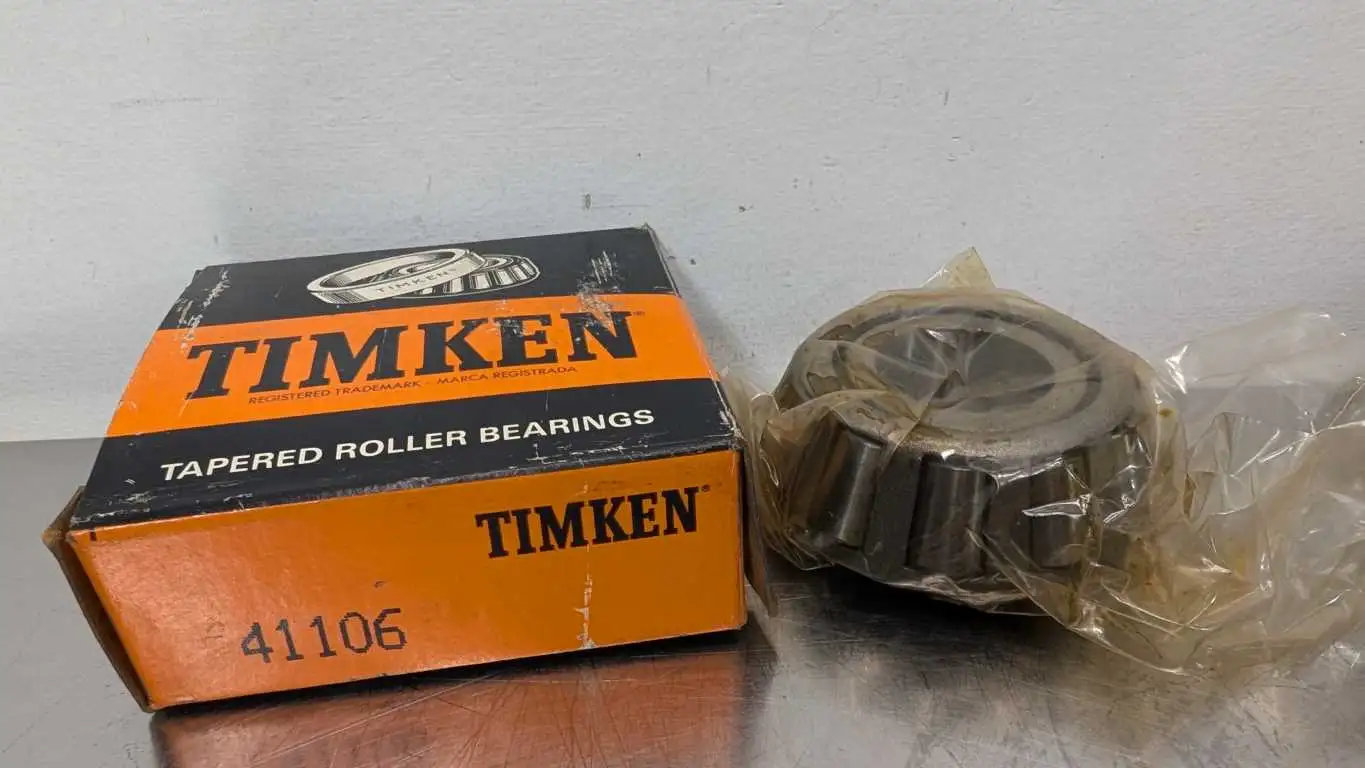 TIMKEN
TIMKEN®
REGISTERED TRADEMARK - MARCA REGISTRADA
TAPERED ROLLER BEARINGS
TIMKEN®
41106